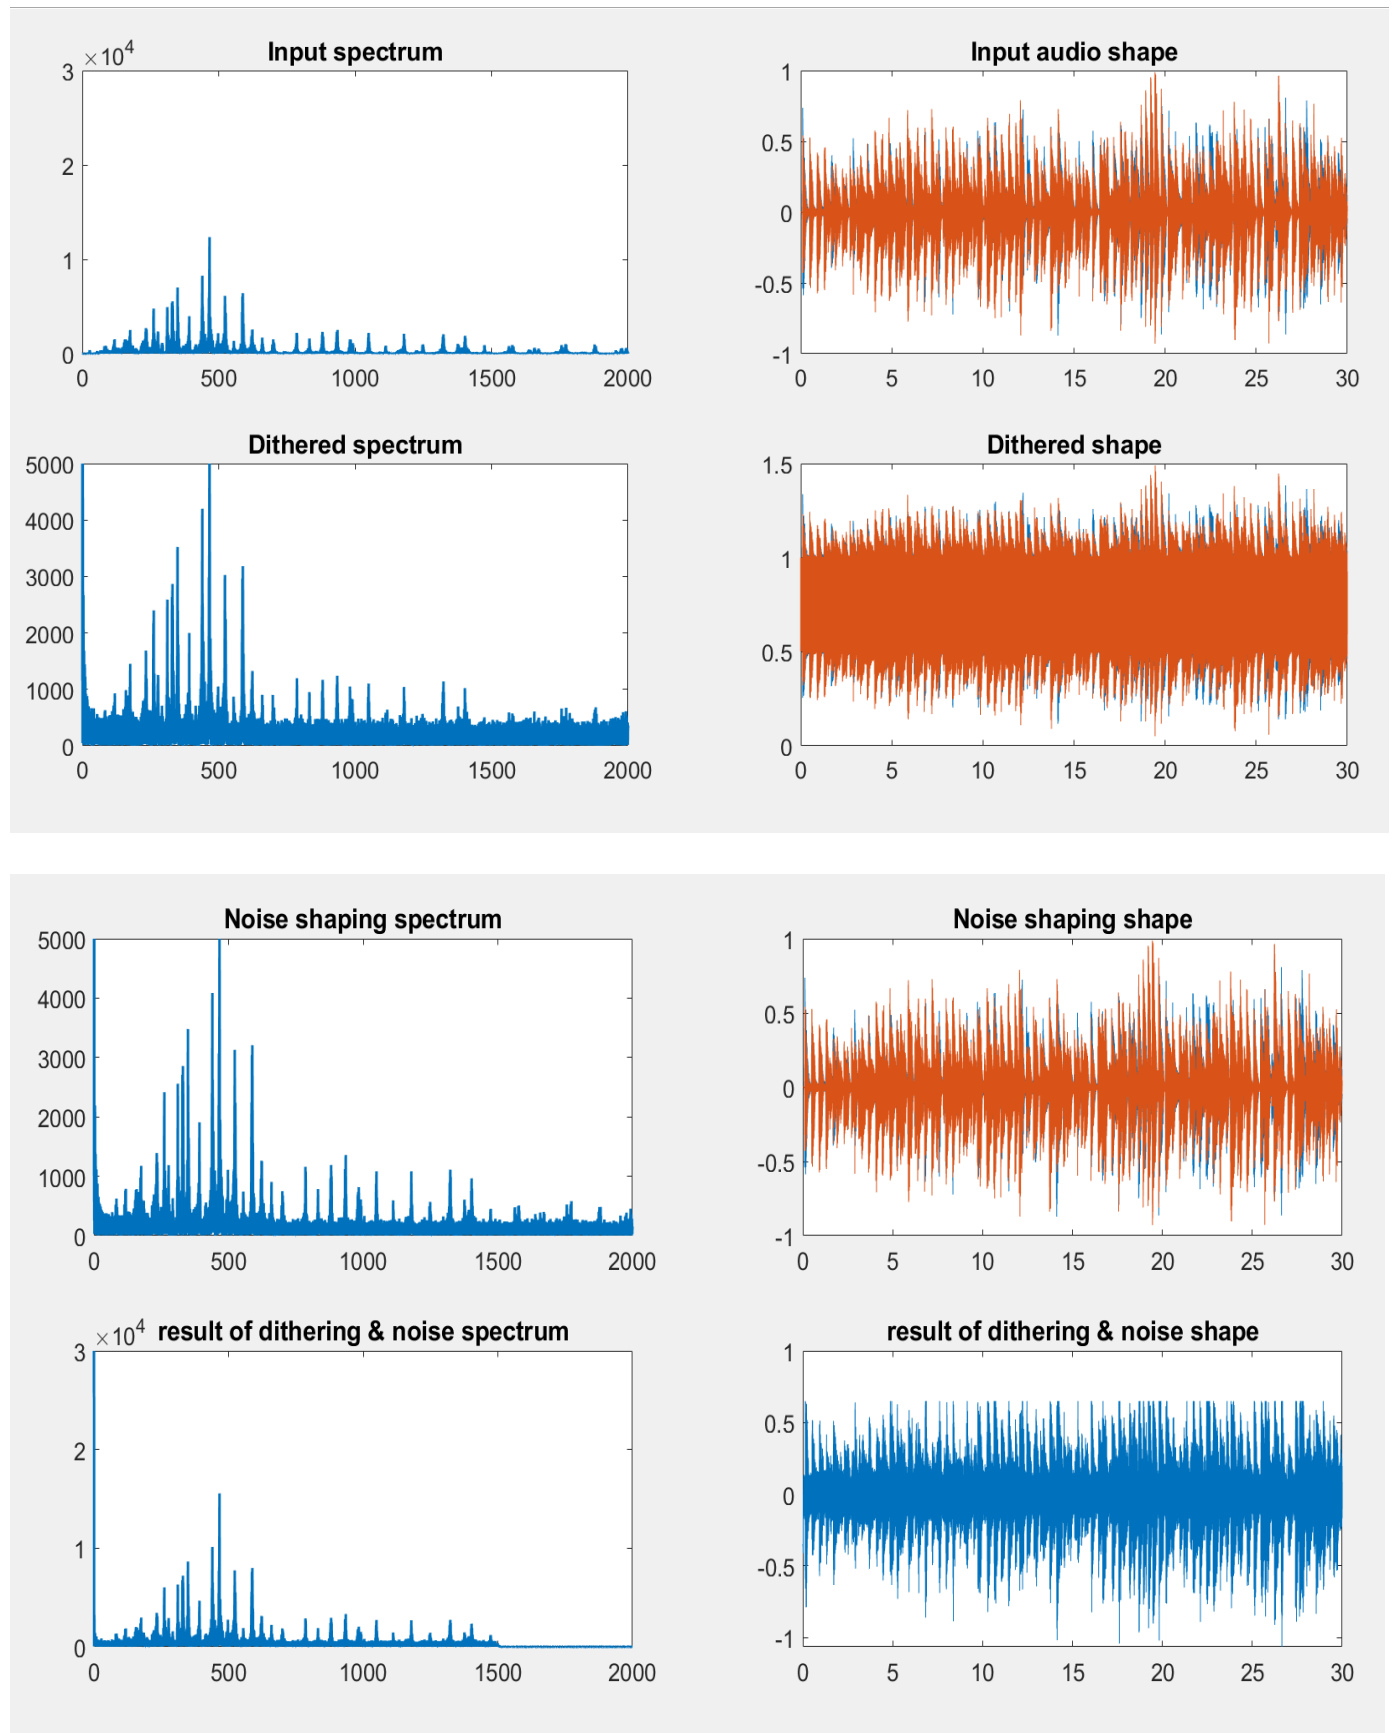 Input spectrum
×10^4
3
2
1
0
0 500 1000 1500 2000
Input audio shape
1
0.5
0
-0.5
-1
0 5 10 15 20 25 30
Dithered spectrum
5000
4000
3000
2000
1000
0
0 500 1000 1500 2000
Dithered shape
1.5
1
0.5
0
0 5 10 15 20 25 30
Noise shaping spectrum
5000
4000
3000
2000
1000
0
0 500 1000 1500 2000
Noise shaping shape
1
0.5
0
-0.5
-1
0 5 10 15 20 25 30
result of dithering & noise spectrum
×10^4
3
2
1
0
0 500 1000 1500 2000
result of dithering & noise shape
1
0.5
0
-0.5
-1
0 5 10 15 20 25 30